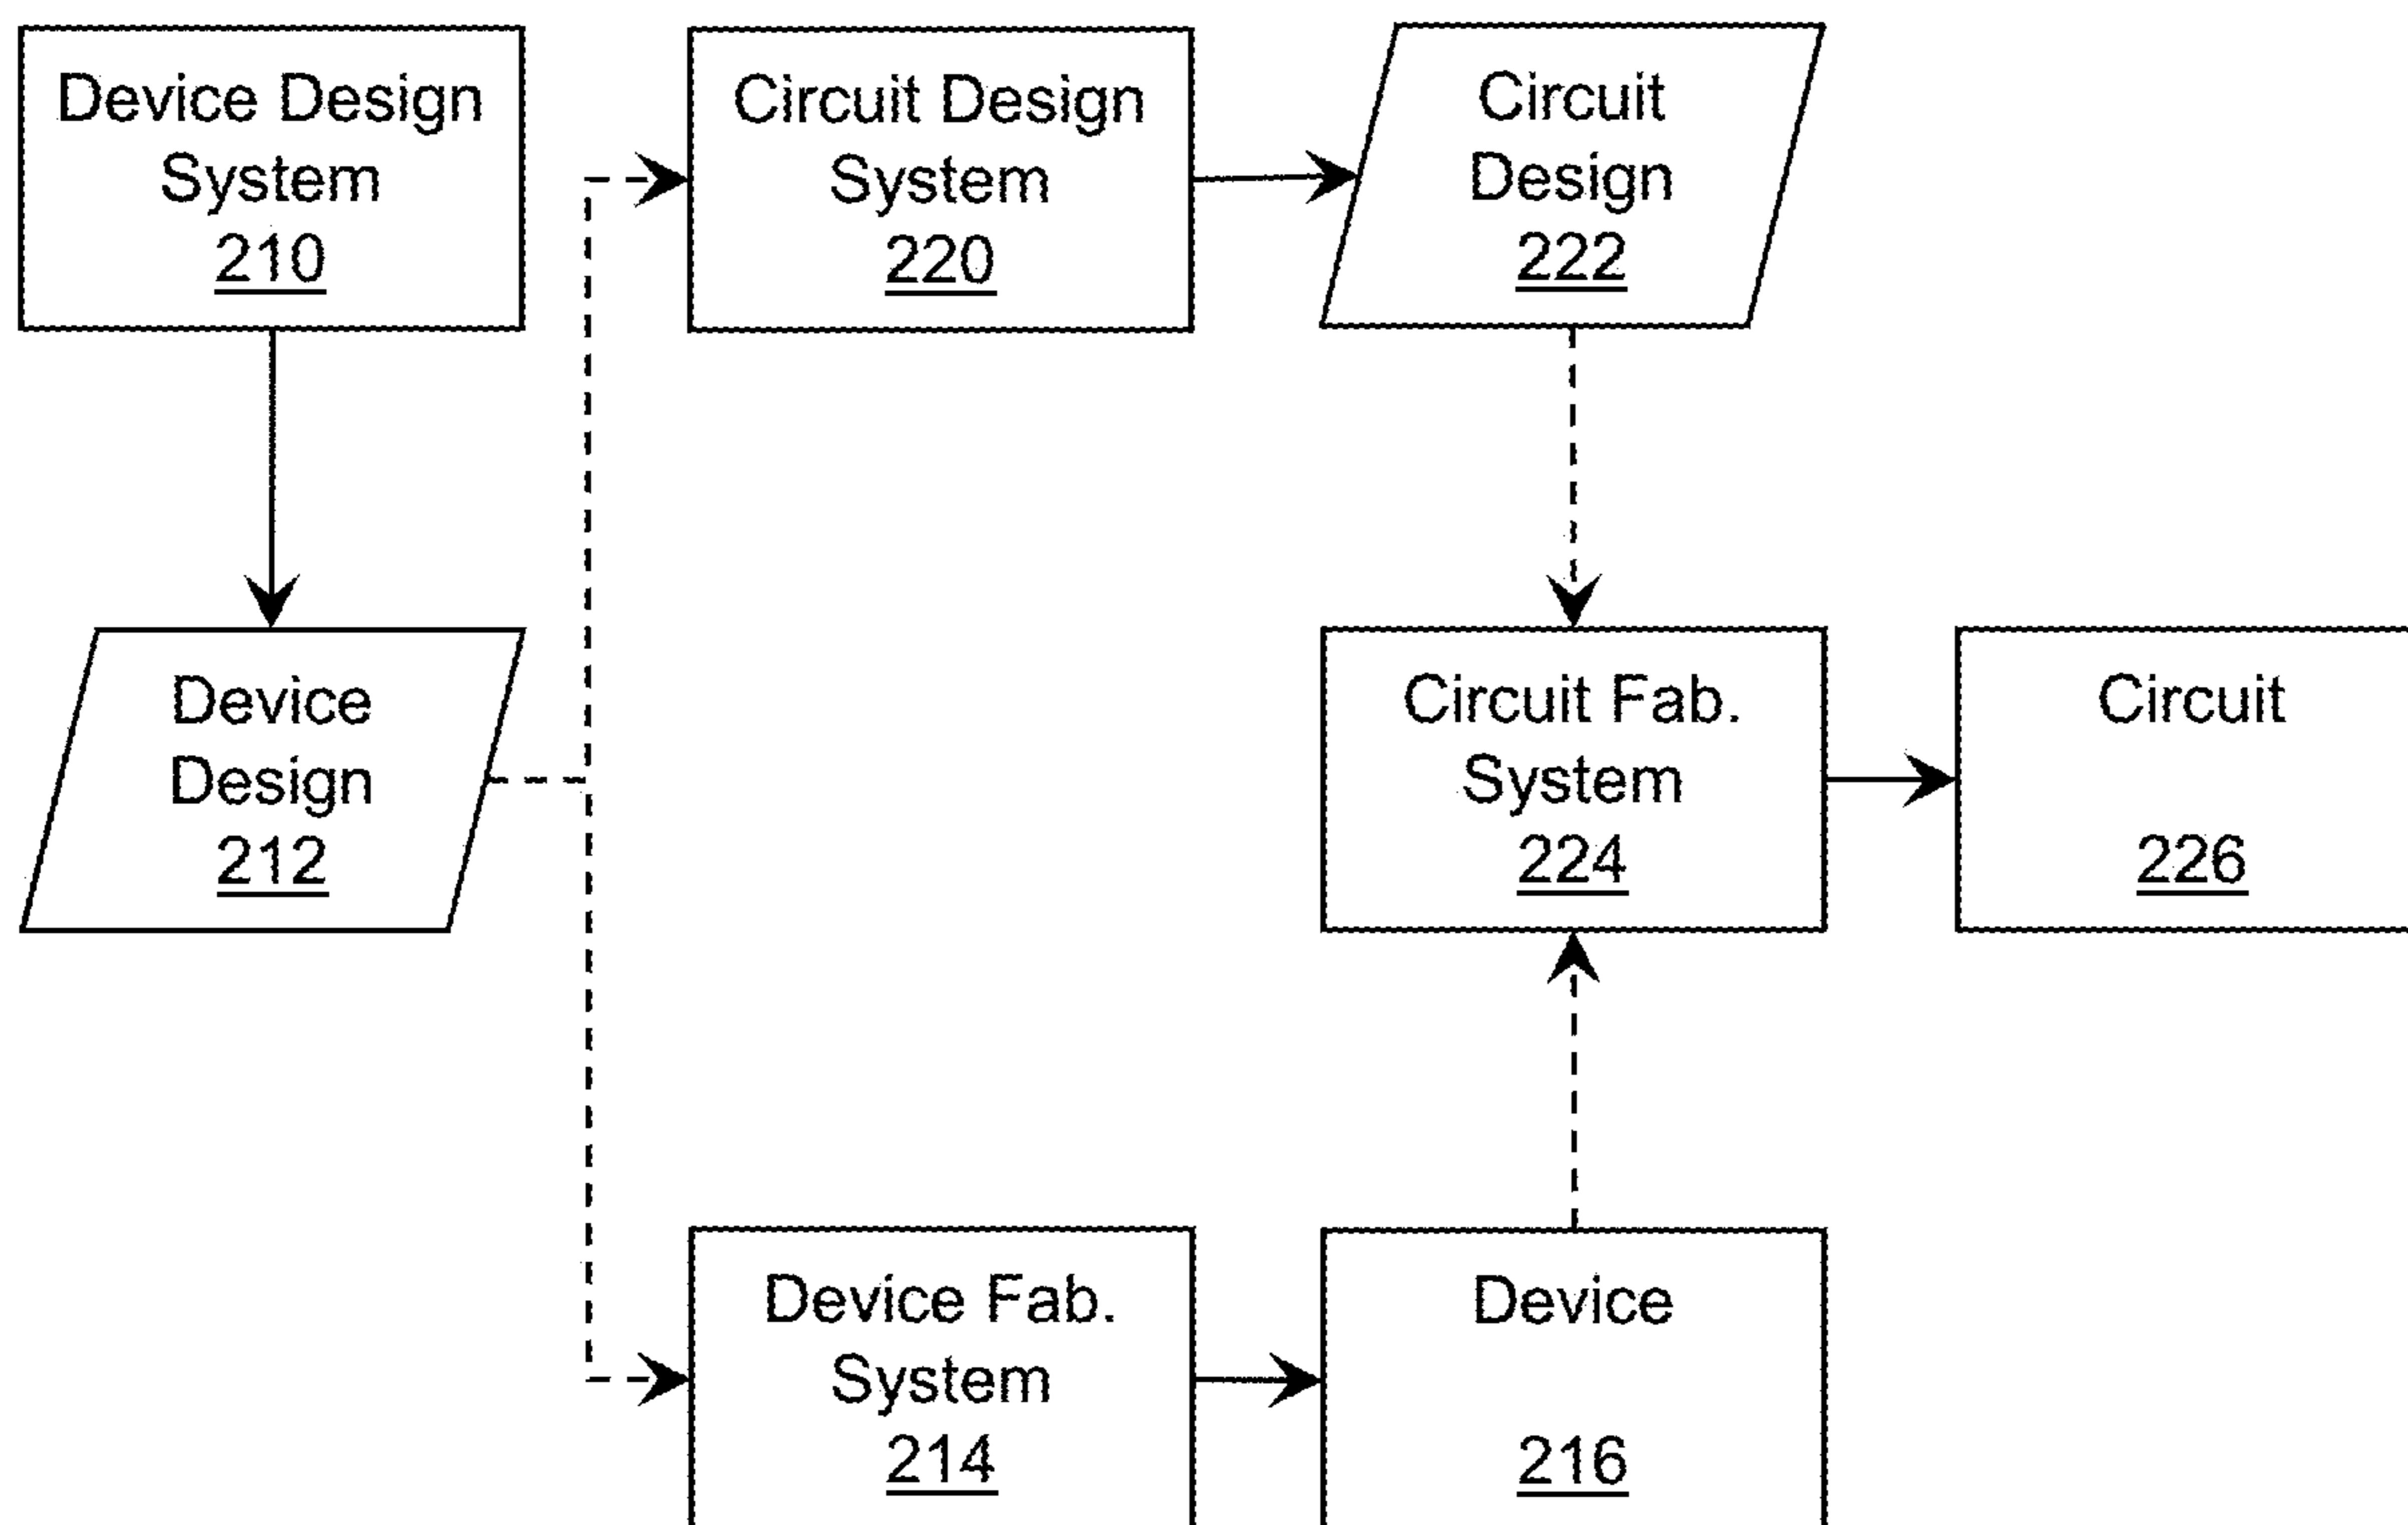 Device Design
System
210
Circuit Design
System
220
Circuit
Design
222
Device
Design
212
Circuit Fab.
System
224
Circuit
226
Device Fab.
System
214
Device
216